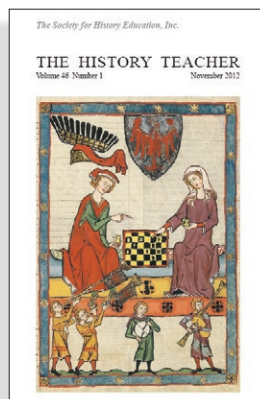 The Society for History Education, Inc.
THE HISTORY TEACHER
Volume 46 Number 1 November 2012